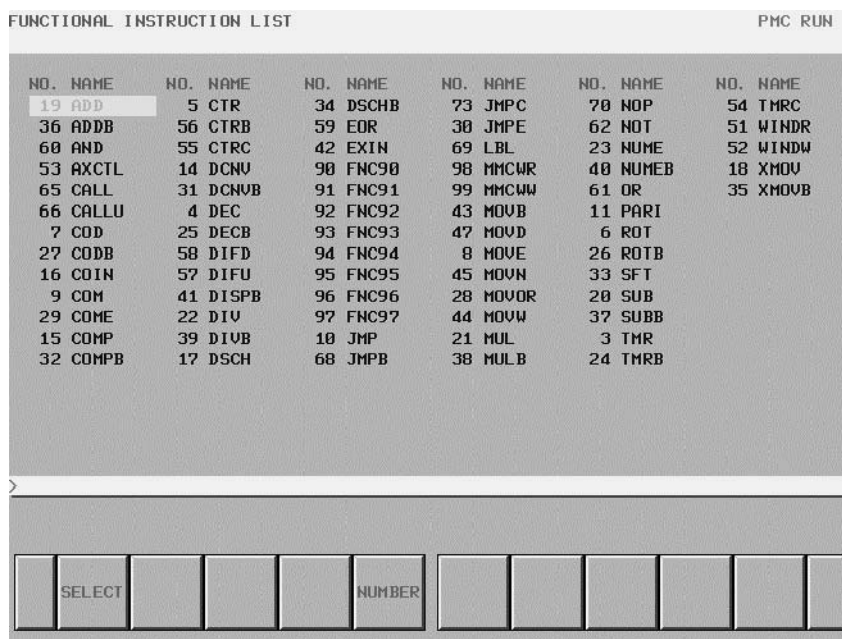 FUNCTIONAL INSTRUCTION LIST PMC RUN
NO. NAME NO. NAME NO. NAME NO. NAME NO. NAME NO. NAME
19 ADD 5 CTR 34 DSCHB 73 JMPC 70 NOP 54 TMRC
36 ADDB 56 CTRB 59 EOR 30 JMPE 62 NOT 51 WINDR
60 AND 55 CTRC 42 EXIN 69 LBL 23 NUME 52 WINDW
53 AXCTL 14 DCNV 90 FNC90 98 MMCWR 40 NUMEB 18 XMOV
65 CALL 31 DCNVB 91 FNC91 99 MMCWW 61 OR 35 XMOVB
66 CALLU 4 DEC 92 FNC92 43 MOVB 11 PARI
7 COD 25 DECB 93 FNC93 47 MOVD 6 ROT
27 CODB 58 DIFD 94 FNC94 8 MOVE 26 ROTB
16 COIN 57 DIFU 95 FNC95 45 MOVN 33 SFT
9 COM 41 DISPB 96 FNC96 28 MOVOR 20 SUB
29 COME 22 DIV 97 FNC97 44 MOVW 37 SUBB
15 COMP 39 DIVB 10 JMP 21 MUL 3 TMR
32 COMPB 17 DSCH 68 JMPB 38 MULB 24 TMRB
>
SELECT NUMBER